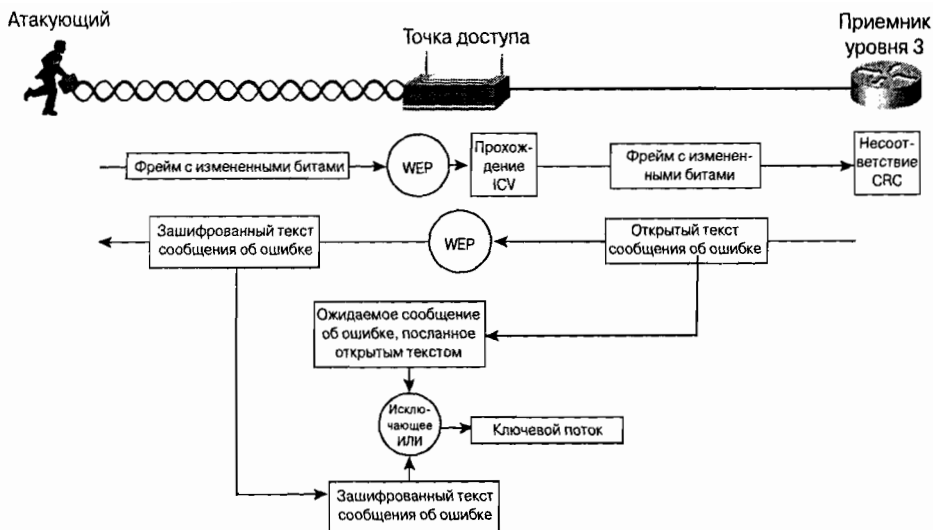 Атакующий
Точка доступа
Приемник
уровня 3
Фрейм с измененными битами
WEP
Прохож-
дение
ICV
Фрейм с изменен-
ными битами
Несоот-
ветствие
CRC
Зашифрованный текст
сообщения об ошибке
WEP
Открытый текст
сообщения об ошибке
Ожидаемое сообщение
об ошибке, посланное
открытым текстом
Исклю-
чающее
ИЛИ
Ключевой поток
Зашифрованный текст
сообщения об ошибке